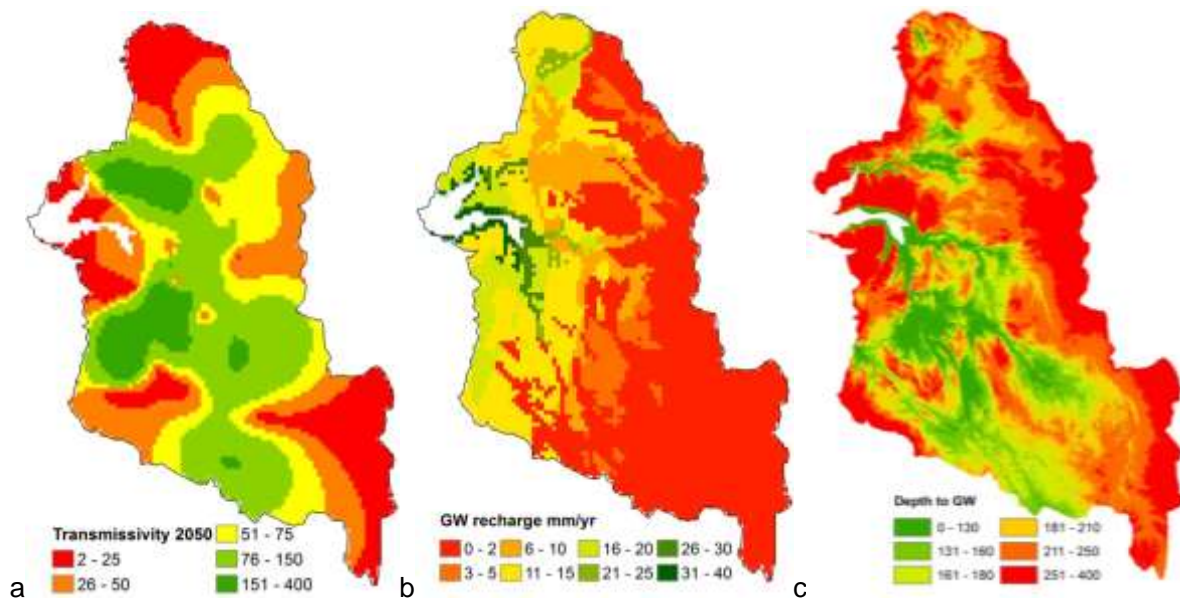 Transmissivity 2050
2 - 25
26 - 50
51 - 75
76 - 150
151 - 400
a
GW recharge mm/yr
0 - 2
3 - 5
6 - 10
11 - 15
16 - 20
21 - 25
26 - 30
31 - 40
b
Depth to GW
0 - 130
131 - 160
161 - 180
181 - 210
211 - 250
251 - 400
c